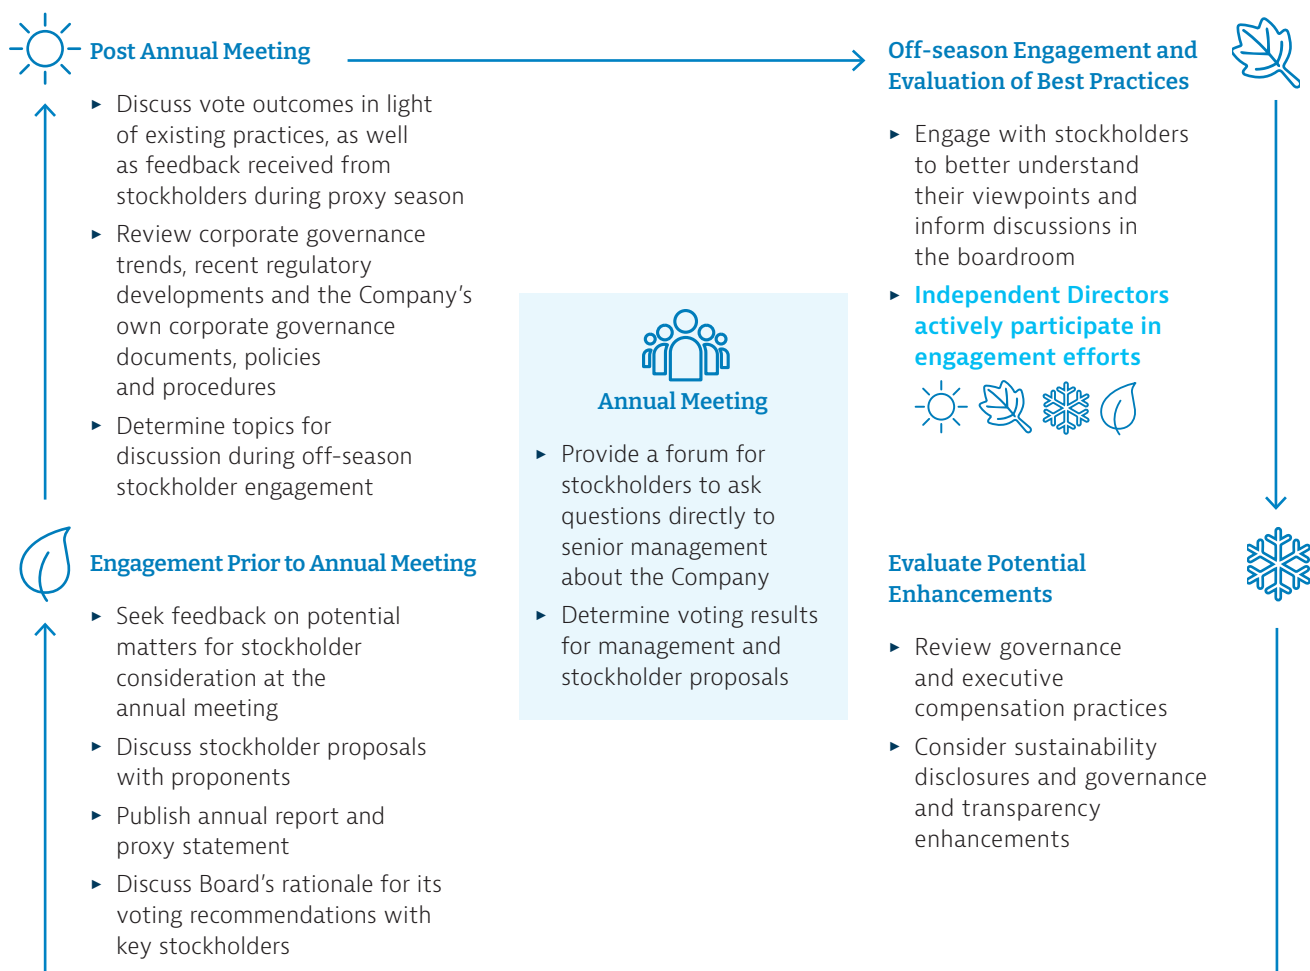 Post Annual Meeting
▸ Discuss vote outcomes in light
of existing practices, as well
as feedback received from
stockholders during proxy season
▸ Review corporate governance
trends, recent regulatory
developments and the Company's
own corporate governance
documents, policies
and procedures
▸ Determine topics for
discussion during off-season
stockholder engagement
Off-season Engagement and
Evaluation of Best Practices
▸ Engage with stockholders
to better understand
their viewpoints and
inform discussions in
the boardroom
▸ Independent Directors
actively participate in
engagement efforts
Annual Meeting
▸ Provide a forum for
stockholders to ask
questions directly to
senior management
about the Company
▸ Determine voting results
for management and
stockholder proposals
Engagement Prior to Annual Meeting
▸ Seek feedback on potential
matters for stockholder
consideration at the
annual meeting
▸ Discuss stockholder proposals
with proponents
▸ Publish annual report and
proxy statement
▸ Discuss Board's rationale for its
voting recommendations with
key stockholders
Evaluate Potential
Enhancements
▸ Review governance
and executive
compensation practices
▸ Consider sustainability
disclosures and governance
and transparency
enhancements